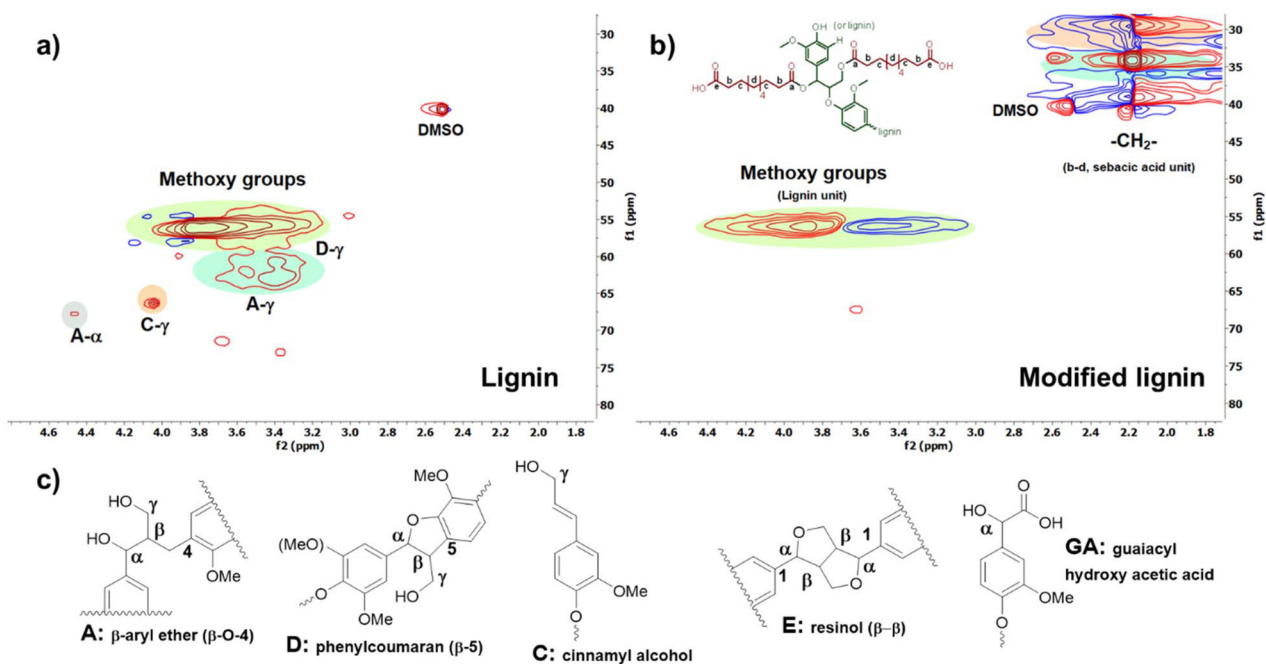 a)
30
35
40
45
50
55
60
65
70
75
80
f1 (ppm)
DMSO
Methoxy groups
D-γ
A-γ
C-γ
A-α
Lignin
4.6 4.4 4.2 4.0 3.8 3.6 3.4 3.2 3.0 2.8 2.6 2.4 2.2 2.0 1.8
f2 (ppm)
b)
OH
(or lignin)
O
H
O b d b O
HO e c 4 c a O
O a c 4 c e OH
O
lignin
DMSO
-CH2-
(b-d, sebacic acid unit)
Methoxy groups
(Lignin unit)
30
35
40
45
50
55
60
65
70
75
80
f1 (ppm)
Modified lignin
4.6 4.4 4.2 4.0 3.8 3.6 3.4 3.2 3.0 2.8 2.6 2.4 2.2 2.0 1.8
f2 (ppm)
c)
HO γ
β
HO
α 4
OMe
A: β-aryl ether (β-O-4)
MeO
O
α
(MeO) β 5
γ
O HO
OMe
D: phenylcoumaran (β-5)
HO γ
OMe
O
C: cinnamyl alcohol
O β 1
α
1 β α
O
E: resinol (β–β)
HO O
α OH
OMe
O
GA: guaiacyl
hydroxy acetic acid